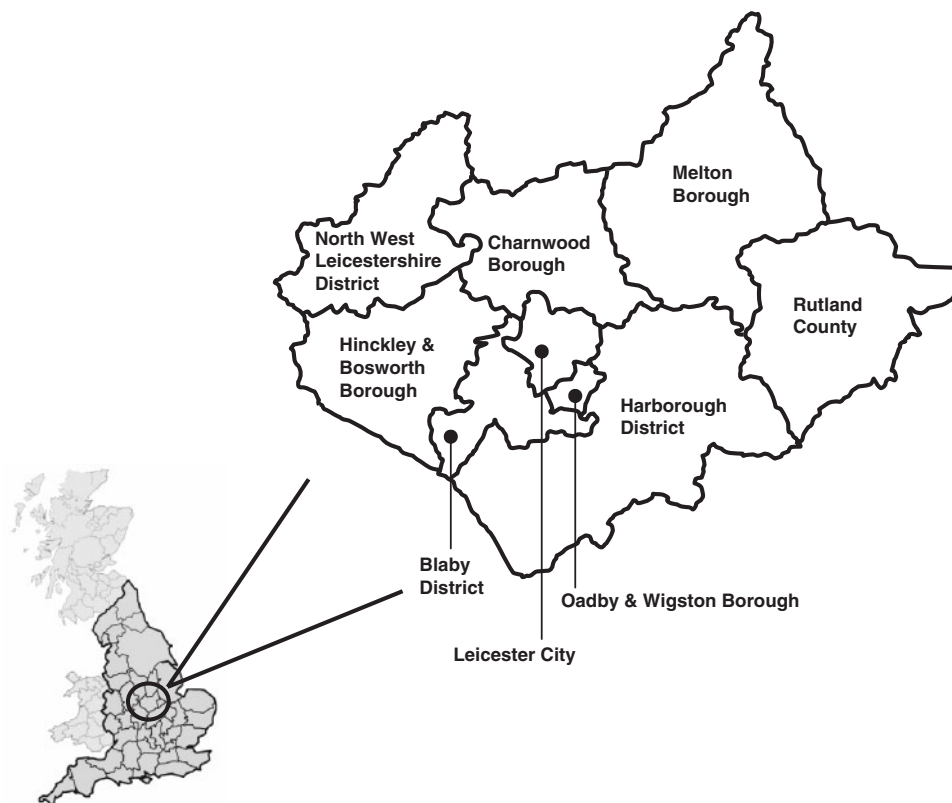 Melton
Borough
North West
Leicestershire
District
Charnwood
Borough
Rutland
County
Hinckley &
Bosworth
Borough
Harborough
District
Blaby
District
Oadby & Wigston Borough
Leicester City